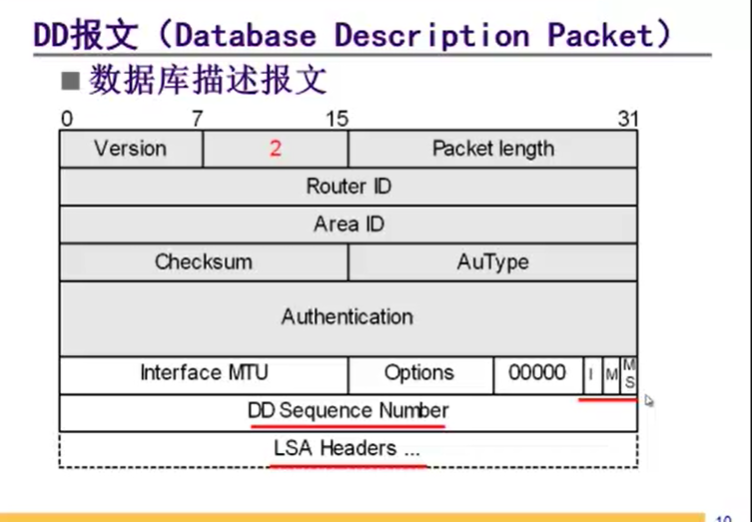 DD报文（Database Description Packet）
数据库描述报文
0 7 15 31
Version 2 Packet length
Router ID
Area ID
Checksum AuType
Authentication
Interface MTU Options 00000 I M MS
DD Sequence Number
LSA Headers ...
10